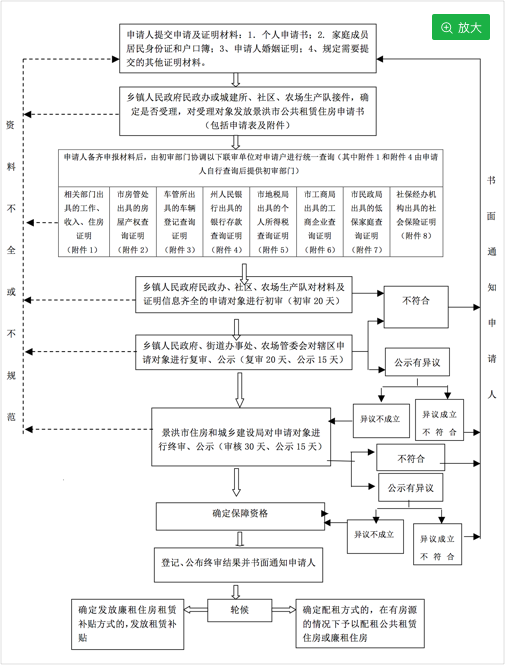 放大
申请人提交申请及证明材料：1. 个人申请书；2. 家庭成员
居民身份证和户口簿；3、申请人婚姻证明；4、规定需要提
交的其他证明材料。
乡镇人民政府民政办或城建所、社区、农场生产队接件，确
定是否受理，对受理对象发放景洪市公共租赁住房申请书
（包括申请表及附件）
申请人备齐申报材料后，由初审部门协调以下联审单位对申请户进行统一查询（其中附件1和附件4由申请
人自行查询后提供初审部门）
相关部门出
具的工作、
收入、住房
证明
（附件1）
市房管处
出具的房
屋产权查
询证明
（附件2）
车管所出
具的车辆
登记查询
证明
（附件3）
州人民银
行出具的
银行存款
查询证明
（附件4）
市地税局
出具的个
人所得税
查询证明
（附件5）
市工商局
出具的工
商企业查
询证明
（附件6）
市民政局
出具的低
保家庭查
询证明
（附件7）
社保经办机
构出具的社
会保险证明
（附件8）
乡镇人民政府民政办、社区、农场生产队对材料及
证明信息齐全的申请对象进行初审（初审20天）
不符合
乡镇人民政府、街道办事处、农场管委会对辖区申
请对象进行复审、公示（复审20天、公示15天）
公示有异议
异议不成立
异议成立
不 符 合
景洪市住房和城乡建设局对申请对象进
行终审、公示（审核30天、公示15天）
不符合
公示有异议
确定保障资格
异议不成立
异议成立
不 符 合
登记、公布终审结果并书面通知申请人
确定发放廉租住房租赁
补贴方式的，发放租赁补
贴
轮候
确定配租方式的，在有房源
的情况下予以配租公共租赁
住房或廉租住房
资料不全或不规范
书面通知申请人